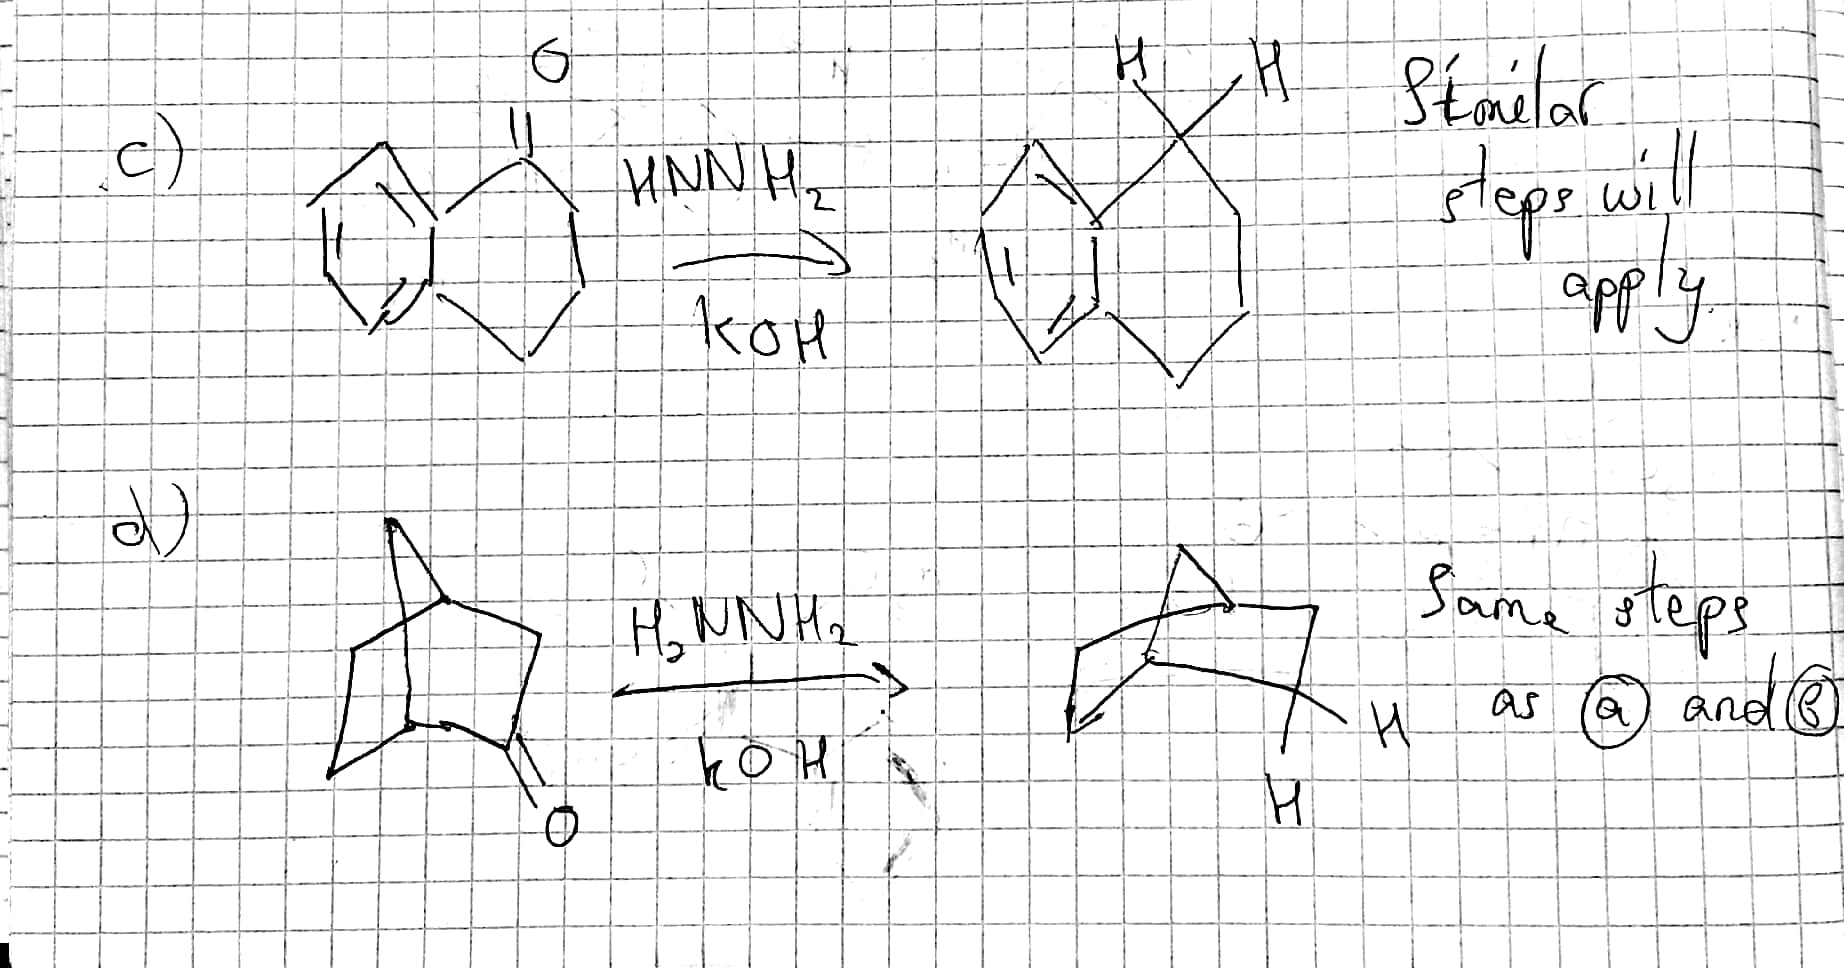 c)
O
HNNH₂
KOH
H H
Similar
steps will
apply.
d)
O
H₂NNH₂
KOH
H
H
Same steps
as ⓐ and ⓑ